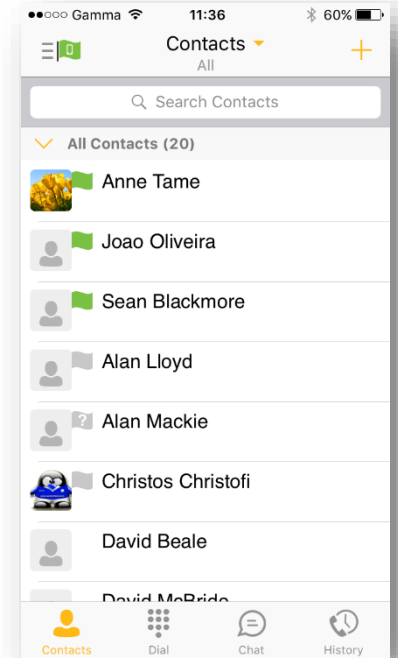 Gamma 11:36 60%
Contacts
All
Search Contacts
All Contacts (20)
Anne Tame
Joao Oliveira
Sean Blackmore
Alan Lloyd
? Alan Mackie
Christos Christofi
David Beale
David McBride
Contacts Dial Chat History